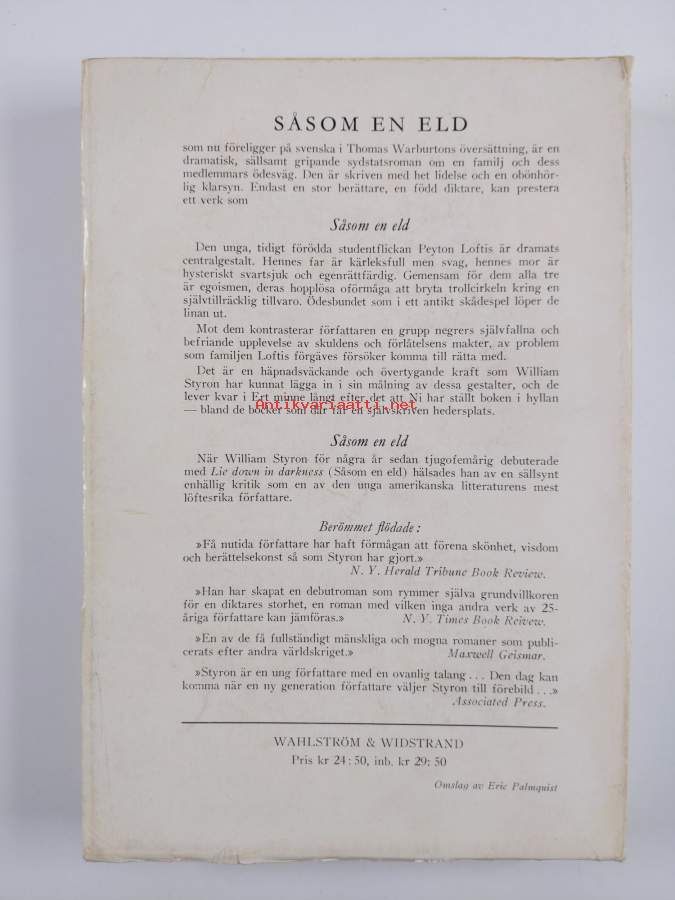 SÅSOM EN ELD
som nu föreligger på svenska i Thomas Warburtons översättning, är en
dramatisk, sällsamt gripande sydstatsroman om en familj och dess
medlemmars ödesväg. Den är skriven med het lidelse och en obönhör-
lig klarsyn. Endast en stor berättare, en född diktare, kan prestera
ett verk som
Såsom en eld
Den unga, tidigt förödda studentflickan Peyton Loftis är dramats
centralgestalt. Hennes far är kärleksfull men svag, hennes mor är
hysteriskt svartsjuk och egenrättfärdig. Gemensam för dem alla tre
är egoismen, deras hopplösa oförmåga att bryta trollcirkeln kring en
självtillräcklig tillvaro. Ödesbundet som i ett antikt skådespel löper de
linan ut.
Mot dem kontrasterar författaren en grupp negrers självfallna och
befriande upplevelse av skuldens och förlåtelsens makter, av problem
som familjen Loftis förgäves försöker komma till rätta med.
Det är en häpnadsväckande och övertygande kraft som William
Styron har kunnat lägga in i sin målning av dessa gestalter, och de
lever kvar i Ert minne långt efter det att Ni har ställt boken i hyllan
— bland de böcker som där får en självskriven hedersplats.
Antikvariaatti.net
Såsom en eld
När William Styron för några år sedan tjugofemårig debuterade
med Lie down in darkness (Såsom en eld) hälsades han av en sällsynt
enhällig kritik som en av den unga amerikanska litteraturens mest
löftesrika författare.
Berömmet flödade:
»Få nutida författare har haft förmågan att förena skönhet, visdom
och berättelsekonst så som Styron har gjort.»
N. Y. Herald Tribune Book Review.
»Han har skapat en debutroman som rymmer själva grundvillkoren
för en diktares storhet, en roman med vilken inga andra verk av 25-
åriga författare kan jämföras.» N. Y. Times Book Reivew.
»En av de få fullständigt mänskliga och mogna romaner som publi-
cerats efter andra världskriget.» Maxwell Geismar.
»Styron är en ung författare med en ovanlig talang . . . Den dag kan
komma när en ny generation författare väljer Styron till förebild . . .»
Associated Press.
WAHLSTRÖM & WIDSTRAND
Pris kr 24: 50, inb. kr 29: 50
Omslag av Eric Palmquist